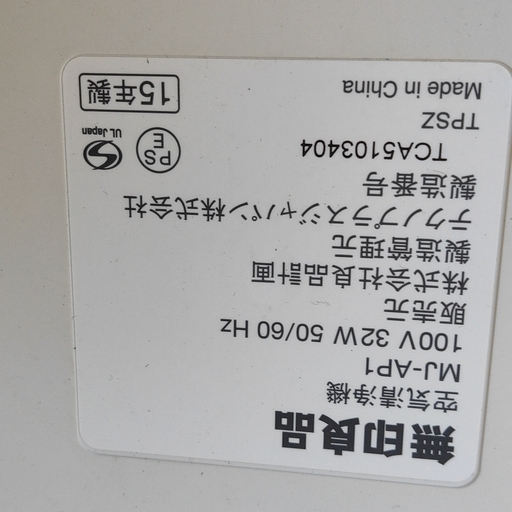 無印良品
空気清浄機
MJ-AP1
100V 32W 50/60 Hz
販売元
株式会社良品計画
製造管理元
テクノプラスジャパン株式会社
製造番号
TCA5103404
TPSZ
Made in China
PSE
UL Japan
15年製